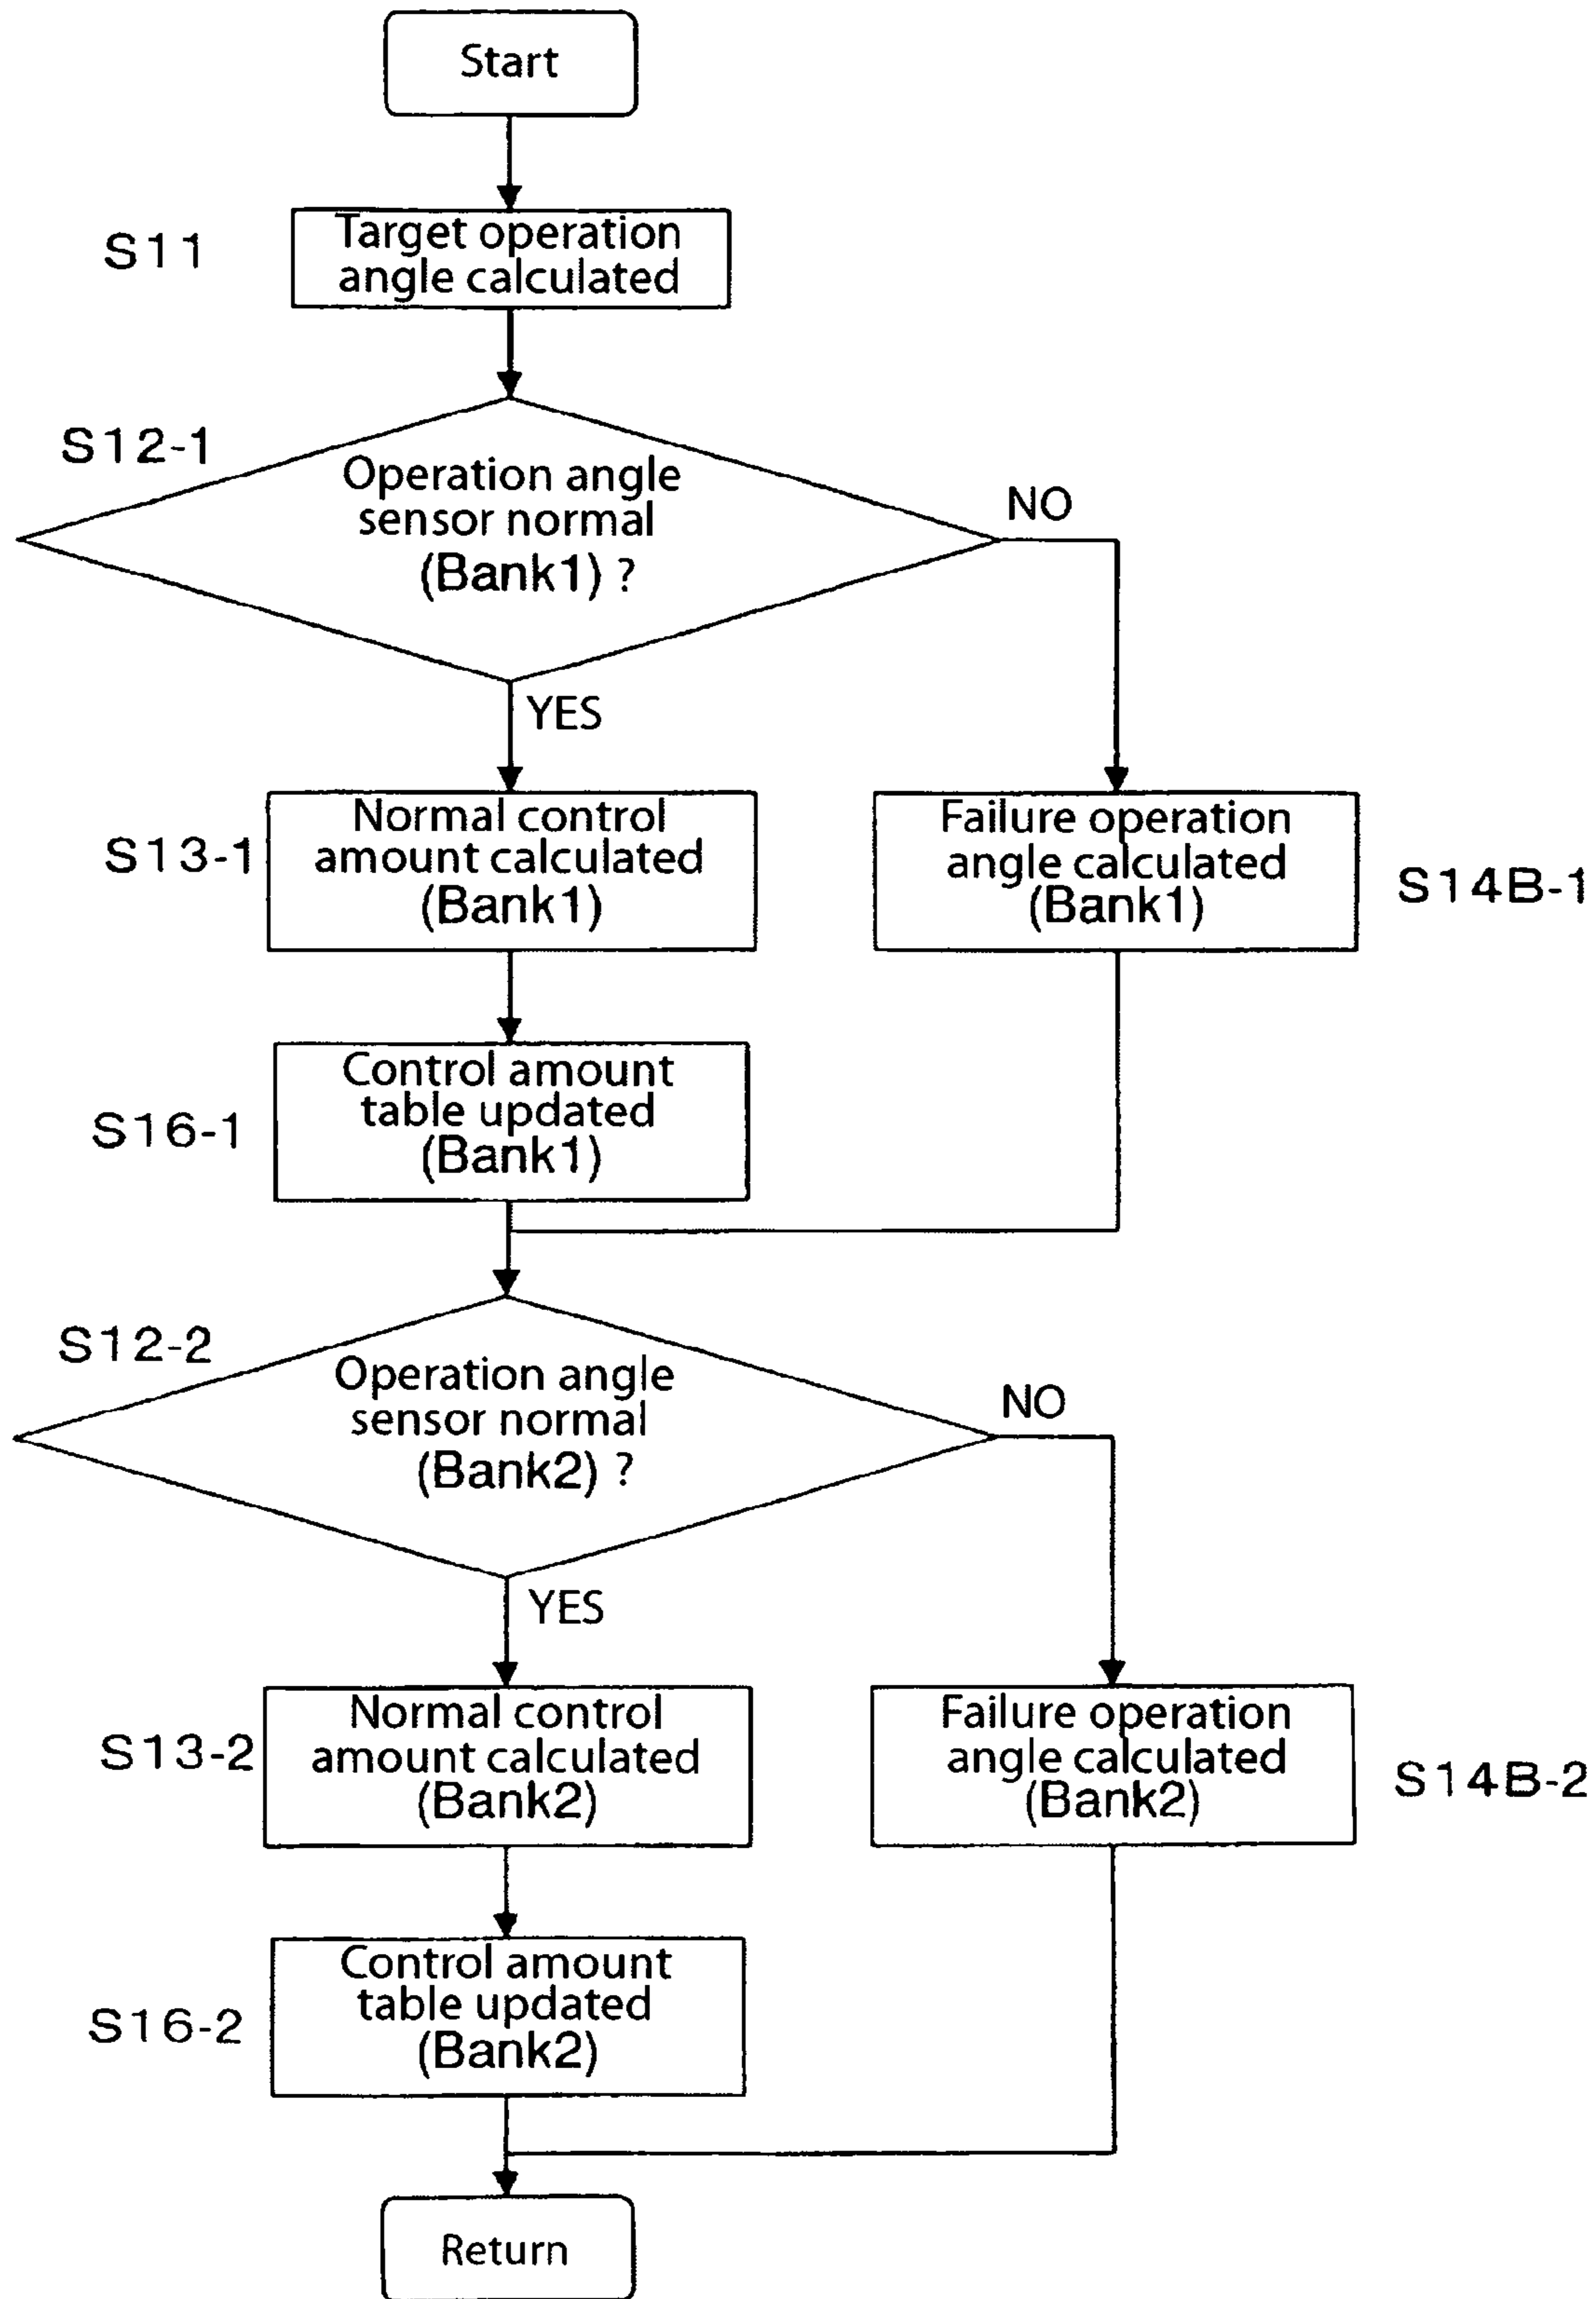 Start
S11
Target operation
angle calculated
S12-1
Operation angle
sensor normal
(Bank1) ?
NO
YES
S13-1
Normal control
amount calculated
(Bank1)
Failure operation
angle calculated
(Bank1)
S14B-1
S16-1
Control amount
table updated
(Bank1)
S12-2
Operation angle
sensor normal
(Bank2) ?
NO
YES
S13-2
Normal control
amount calculated
(Bank2)
Failure operation
angle calculated
(Bank2)
S14B-2
S16-2
Control amount
table updated
(Bank2)
Return